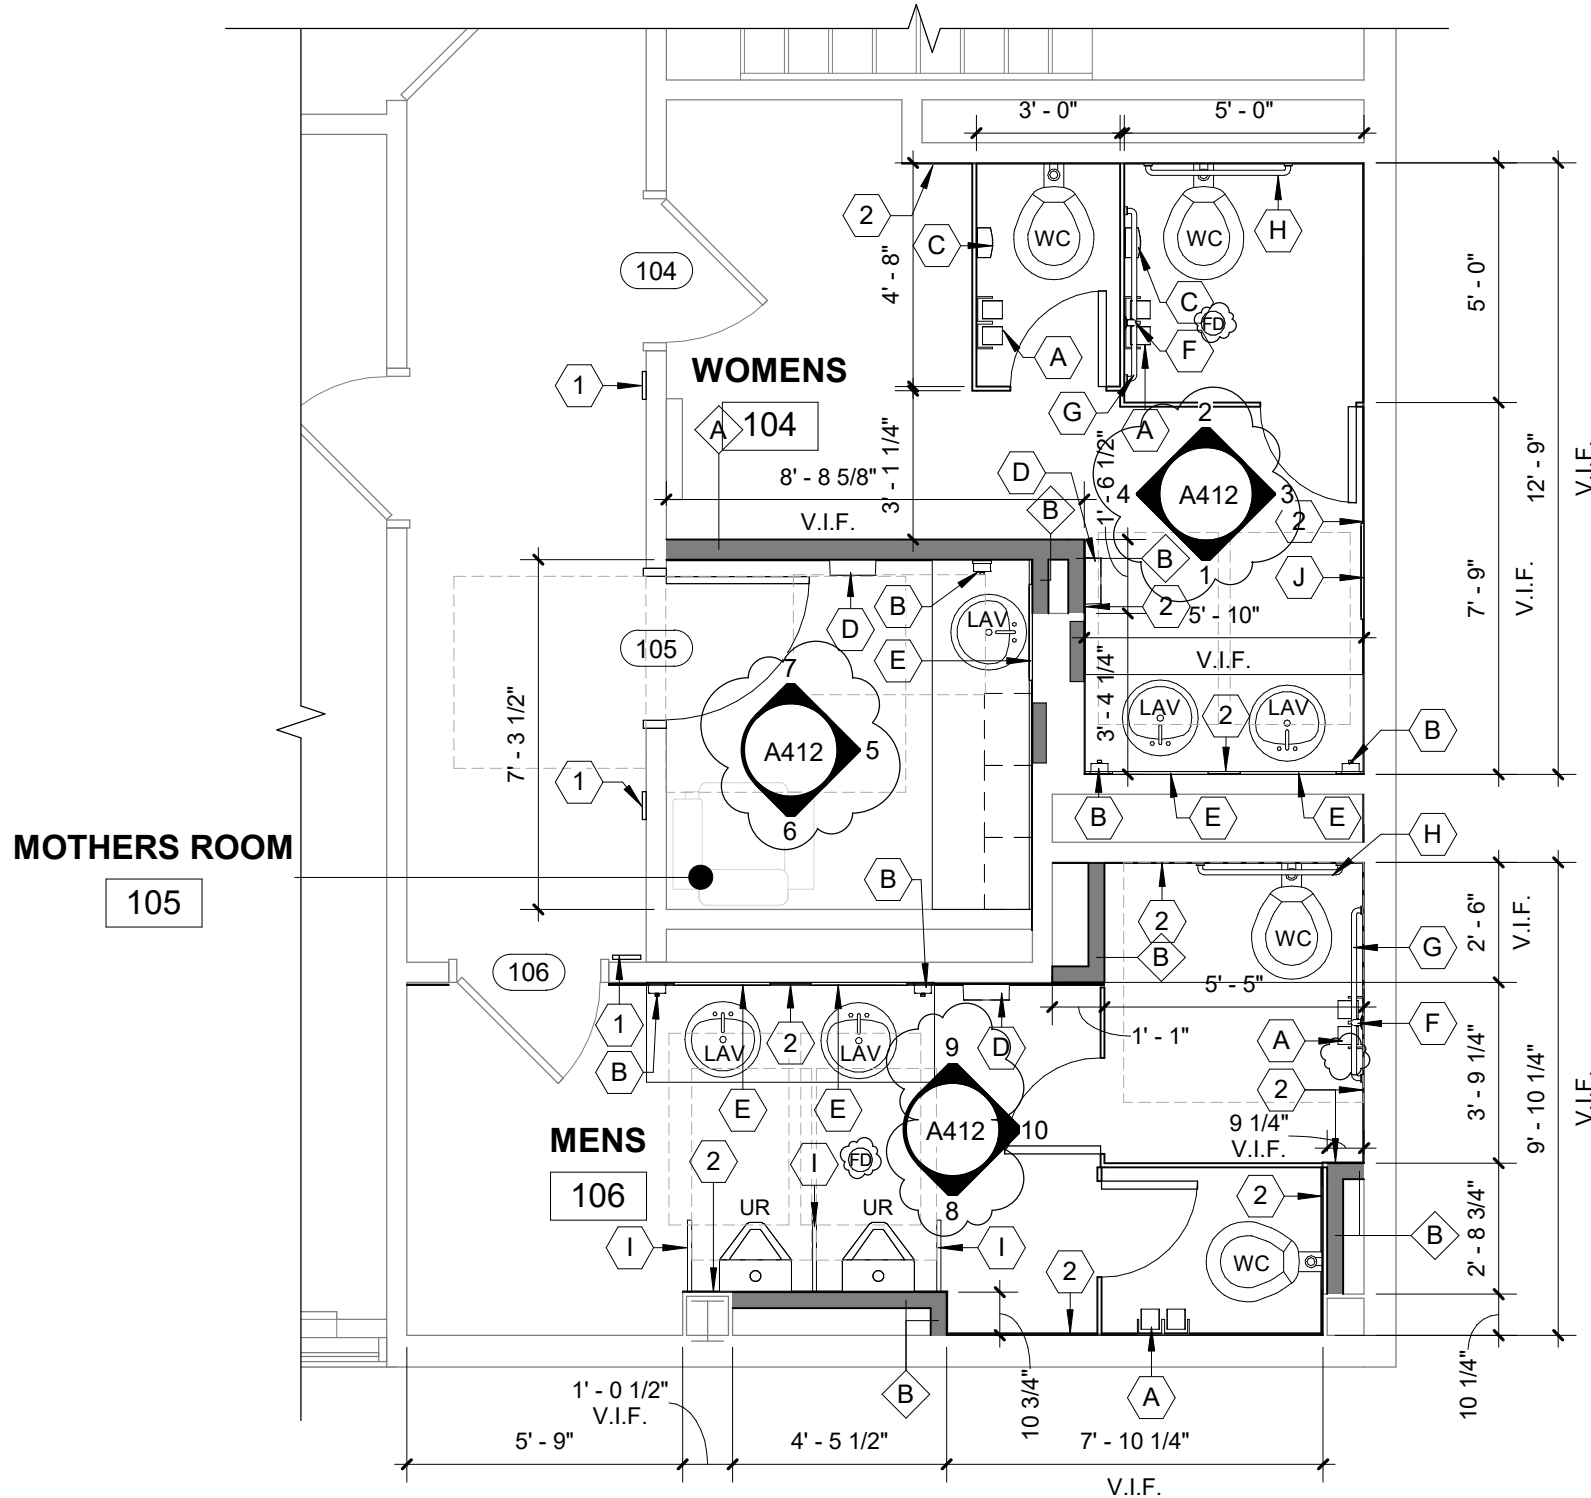 3' - 0"
5' - 0"
2
C
WC
WC
H
4' - 8"
5' - 0"
104
C
FD
A
F
1
WOMENS
104
A
G
A
2
12' - 9"
V.I.F.
8' - 8 5/8"
V.I.F.
3' - 1 1/4"
D
B
1' - 6 1/2"
4
A412
3
2
B
1
J
7' - 9"
V.I.F.
B
D
LAV
2
5' - 10"
V.I.F.
105
E
7
7' - 3 1/2"
A412
5
6
3' - 4 1/4"
LAV
2
LAV
B
1
B
E
E
MOTHERS ROOM
105
H
B
2
B
WC
G
2' - 6"
V.I.F.
106
5' - 5"
1
B
LAV
2
LAV
D
1' - 1"
A
F
E
E
9
2
3' - 9 1/4"
9' - 10 1/4"
V.I.F.
A412
10
8
9 1/4"
V.I.F.
MENS
106
2
I
FD
UR
UR
I
I
2
WC
2
B
2' - 8 3/4"
B
10 3/4"
A
10 1/4"
1' - 0 1/2"
V.I.F.
5' - 9"
4' - 5 1/2"
7' - 10 1/4"
V.I.F.